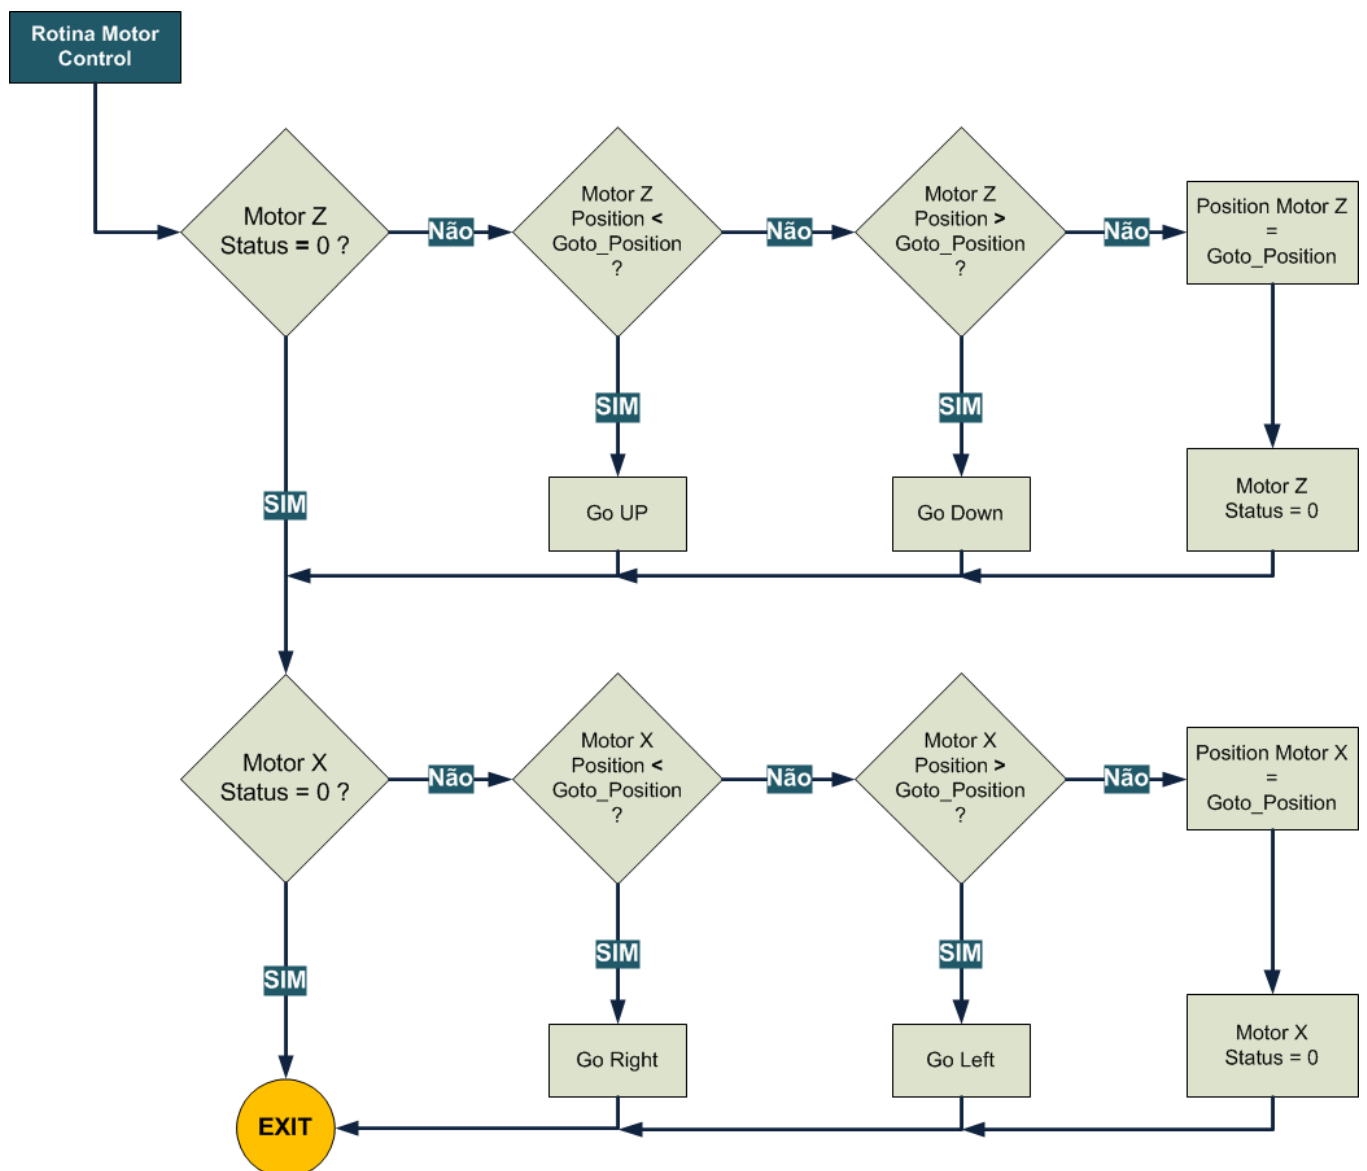 Rotina Motor
Control
Motor Z
Status = 0 ?
Não
Motor Z
Position <
Goto_Position
?
Não
Motor Z
Position >
Goto_Position
?
Não
Position Motor Z
=
Goto_Position
SIM
SIM
SIM
Go UP
Go Down
Motor Z
Status = 0
Motor X
Status = 0 ?
Não
Motor X
Position <
Goto_Position
?
Não
Motor X
Position >
Goto_Position
?
Não
Position Motor X
=
Goto_Position
SIM
SIM
SIM
Go Right
Go Left
Motor X
Status = 0
EXIT